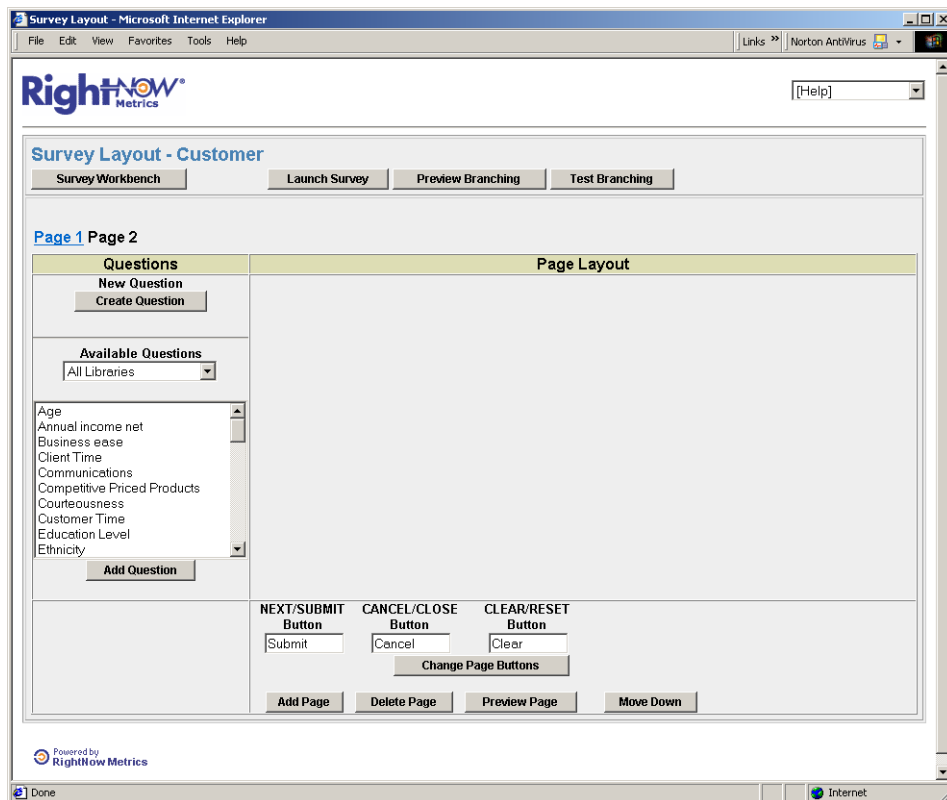 Survey Layout - Microsoft Internet Explorer
File Edit View Favorites Tools Help Links » Norton AntiVirus
RightNOW®
Metrics
[Help]
Survey Layout - Customer
Survey Workbench Launch Survey Preview Branching Test Branching
Page 1 Page 2
Questions Page Layout
New Question
Create Question
Available Questions
All Libraries
Age
Annual income net
Business ease
Client Time
Communications
Competitive Priced Products
Courteousness
Customer Time
Education Level
Ethnicity
Add Question
NEXT/SUBMIT CANCEL/CLOSE CLEAR/RESET
Button Button Button
Submit Cancel Clear
Change Page Buttons
Add Page Delete Page Preview Page Move Down
Powered by
RightNow Metrics
Done Internet